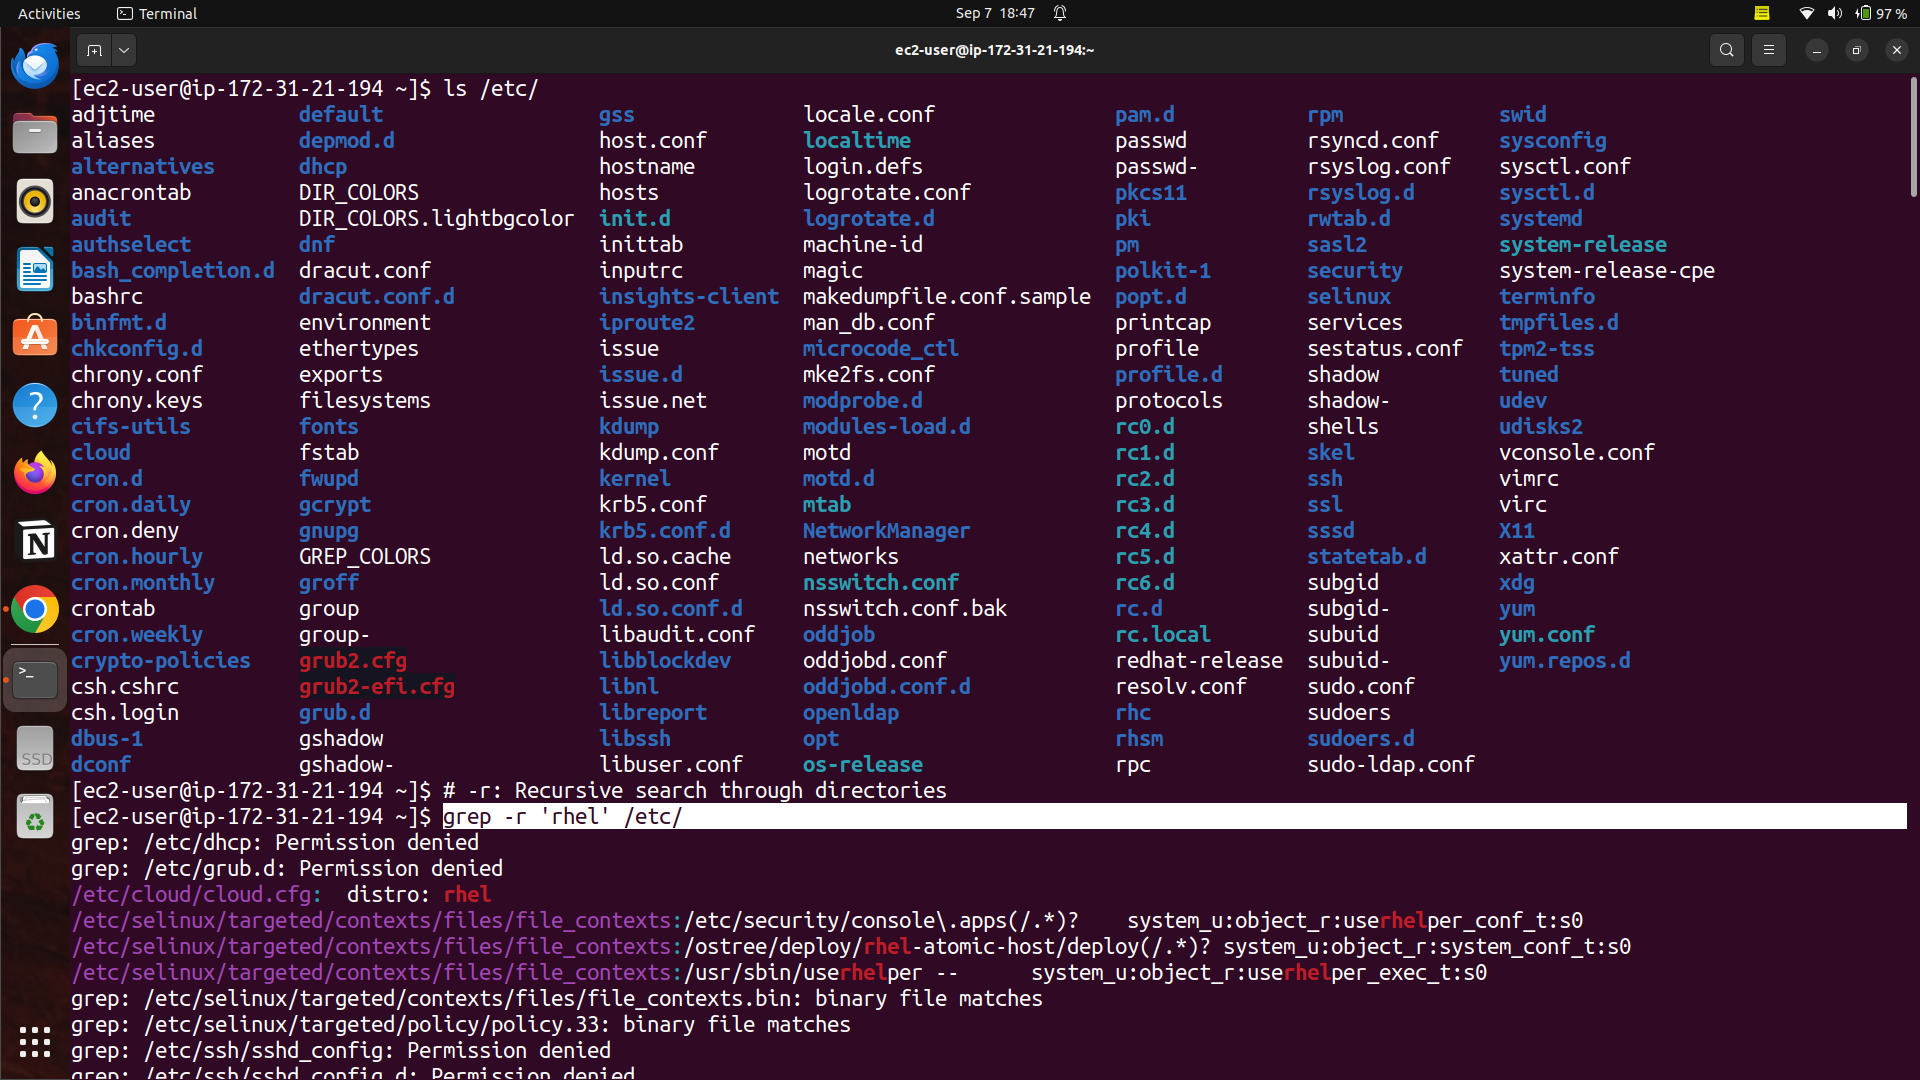 Activities Terminal Sep 7 18:47 97 %
ec2-user@ip-172-31-21-194:~
[ec2-user@ip-172-31-21-194 ~]$ ls /etc/
adjtime default gss locale.conf pam.d rpm swid
aliases depmod.d host.conf localtime passwd rsyncd.conf sysconfig
alternatives dhcp hostname login.defs passwd- rsyslog.conf sysctl.conf
anacrontab DIR_COLORS hosts logrotate.conf pkcs11 rsyslog.d sysctl.d
audit DIR_COLORS.lightbgcolor init.d logrotate.d pki rwtab.d systemd
authselect dnf inittab machine-id pm sasl2 system-release
bash_completion.d dracut.conf inputrc magic polkit-1 security system-release-cpe
bashrc dracut.conf.d insights-client makedumpfile.conf.sample popt.d selinux terminfo
binfmt.d environment iproute2 man_db.conf printcap services tmpfiles.d
chkconfig.d ethertypes issue microcode_ctl profile sestatus.conf tpm2-tss
chrony.conf exports issue.d mke2fs.conf profile.d shadow tuned
chrony.keys filesystems issue.net modprobe.d protocols shadow- udev
cifs-utils fonts kdump modules-load.d rc0.d shells udisks2
cloud fstab kdump.conf motd rc1.d skel vconsole.conf
cron.d fwupd kernel motd.d rc2.d ssh vimrc
cron.daily gcrypt krb5.conf mtab rc3.d ssl virc
cron.deny gnupg krb5.conf.d NetworkManager rc4.d sssd X11
cron.hourly GREP_COLORS ld.so.cache networks rc5.d statetab.d xattr.conf
cron.monthly groff ld.so.conf nsswitch.conf rc6.d subgid xdg
crontab group ld.so.conf.d nsswitch.conf.bak rc.d subgid- yum
cron.weekly group- libaudit.conf oddjob rc.local subuid yum.conf
crypto-policies grub2.cfg libblockdev oddjobd.conf redhat-release subuid- yum.repos.d
csh.cshrc grub2-efi.cfg libnl oddjobd.conf.d resolv.conf sudo.conf
csh.login grub.d libreport openldap rhc sudoers
dbus-1 gshadow libssh opt rhsm sudoers.d
dconf gshadow- libuser.conf os-release rpc sudo-ldap.conf
[ec2-user@ip-172-31-21-194 ~]$ # -r: Recursive search through directories
[ec2-user@ip-172-31-21-194 ~]$ grep -r 'rhel' /etc/
grep: /etc/dhcp: Permission denied
grep: /etc/grub.d: Permission denied
/etc/cloud/cloud.cfg:  distro: rhel
/etc/selinux/targeted/contexts/files/file_contexts:/etc/security/console\.apps(/.*)?    system_u:object_r:userhelper_conf_t:s0
/etc/selinux/targeted/contexts/files/file_contexts:/ostree/deploy/rhel-atomic-host/deploy(/.*)? system_u:object_r:system_conf_t:s0
/etc/selinux/targeted/contexts/files/file_contexts:/usr/sbin/userhelper --      system_u:object_r:userhelper_exec_t:s0
grep: /etc/selinux/targeted/contexts/files/file_contexts.bin: binary file matches
grep: /etc/selinux/targeted/policy/policy.33: binary file matches
grep: /etc/ssh/sshd_config: Permission denied
grep: /etc/ssh/sshd_config.d: Permission denied
SSD